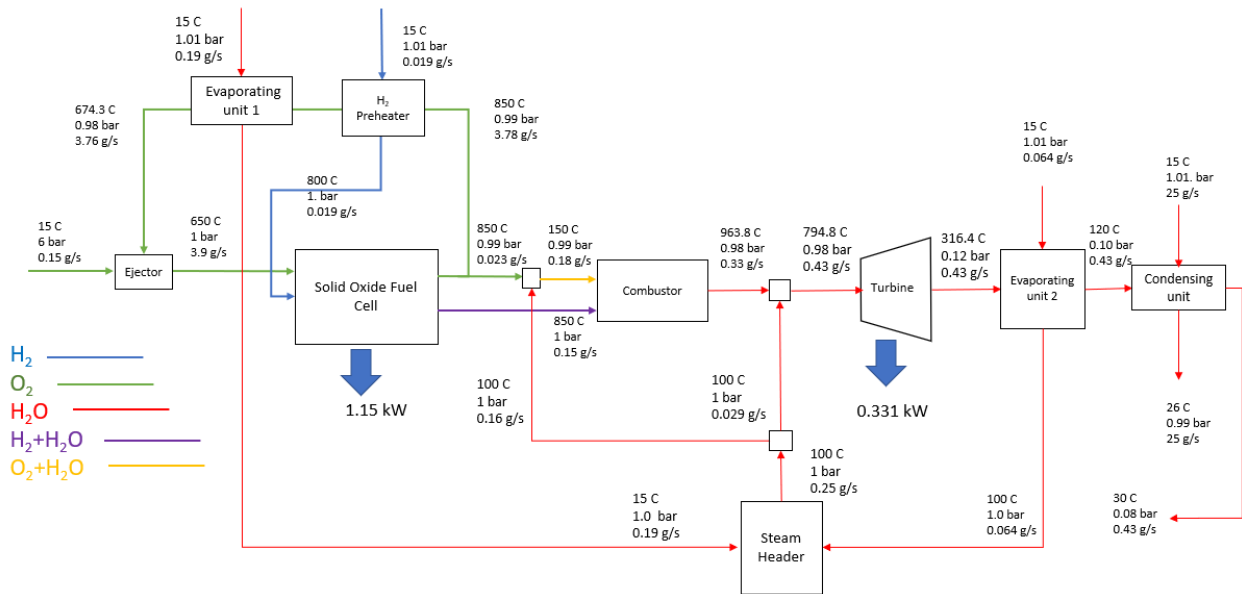 15 C
1.01 bar
0.19 g/s
15 C
1.01 bar
0.019 g/s
Evaporating
unit 1
H₂
Preheater
674.3 C
0.98 bar
3.76 g/s
850 C
0.99 bar
3.78 g/s
15 C
1.01 bar
0.064 g/s
15 C
1.01. bar
25 g/s
800 C
1. bar
0.019 g/s
15 C
6 bar
0.15 g/s
Ejector
650 C
1 bar
3.9 g/s
Solid Oxide Fuel
Cell
850 C
0.99 bar
0.023 g/s
150 C
0.99 bar
0.18 g/s
Combustor
963.8 C
0.98 bar
0.33 g/s
794.8 C
0.98 bar
0.43 g/s
Turbine
316.4 C
0.12 bar
0.43 g/s
Evaporating
unit 2
120 C
0.10 bar
0.43 g/s
Condensing
unit
850 C
1 bar
0.15 g/s
H₂
O₂
H₂O
H₂+H₂O
O₂+H₂O
1.15 kW
100 C
1 bar
0.16 g/s
100 C
1 bar
0.029 g/s
0.331 kW
26 C
0.99 bar
25 g/s
100 C
1 bar
0.25 g/s
15 C
1.0 bar
0.19 g/s
Steam
Header
100 C
1.0 bar
0.064 g/s
30 C
0.08 bar
0.43 g/s